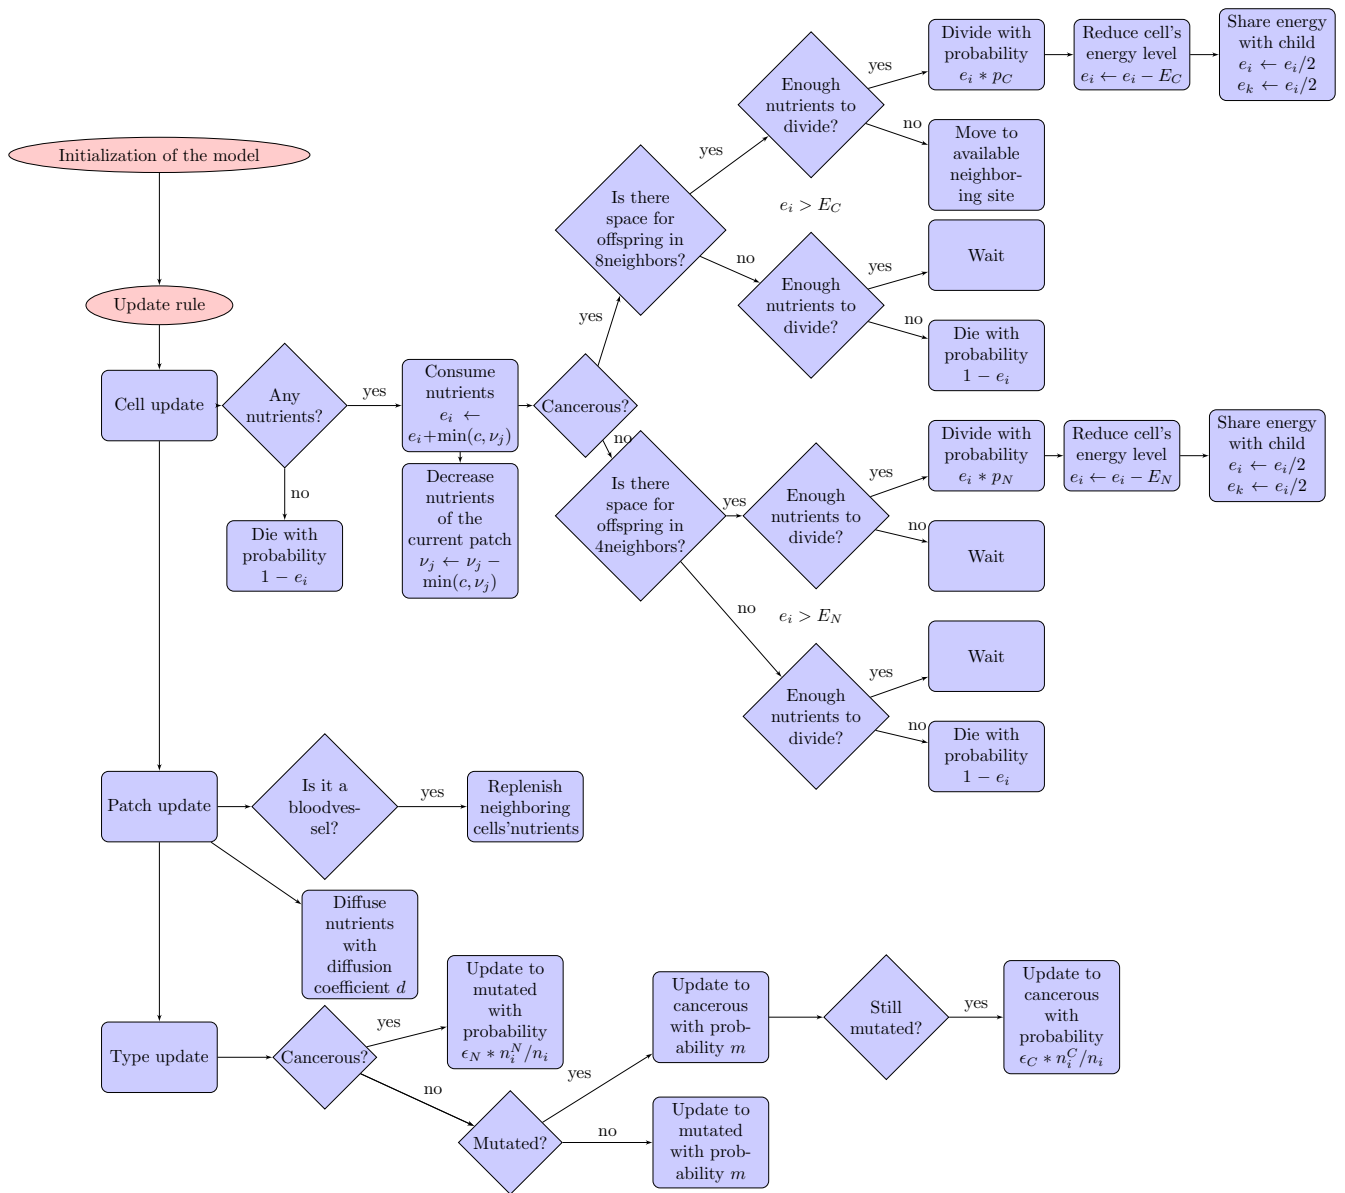 Initialization of the model
Update rule
Cell update
Any
nutrients?
yes
no
Die with
probability
1 − e_i
Consume
nutrients
e_i ←
e_i+min(c, ν_j)
Decrease
nutrients
of the
current patch
ν_j ← ν_j −
min(c, ν_j)
Cancerous?
yes
no
Is there
space for
offspring in
8neighbors?
yes
no
Enough
nutrients to
divide?
yes
no
Divide with
probability
e_i * p_C
Reduce cell's
energy level
e_i ← e_i − E_C
Share energy
with child
e_i ← e_i/2
e_k ← e_i/2
Move to
available
neighbor-
ing site
e_i > E_C
Enough
nutrients to
divide?
yes
no
Wait
Die with
probability
1 − e_i
Is there
space for
offspring in
4neighbors?
yes
no
Enough
nutrients to
divide?
yes
no
Divide with
probability
e_i * p_N
Reduce cell's
energy level
e_i ← e_i − E_N
Share energy
with child
e_i ← e_i/2
e_k ← e_i/2
Wait
e_i > E_N
Enough
nutrients to
divide?
yes
no
Wait
Die with
probability
1 − e_i
Patch update
Is it a
bloodves-
sel?
yes
Replenish
neighboring
cells'nutrients
Diffuse
nutrients
with
diffusion
coefficient d
Type update
Cancerous?
yes
no
Update to
mutated
with
probability
ϵ_N * n_i^N/n_i
Mutated?
yes
no
Update to
cancerous
with prob-
ability m
Still
mutated?
yes
Update to
cancerous
with
probability
ϵ_C * n_i^C/n_i
Update to
mutated
with prob-
ability m